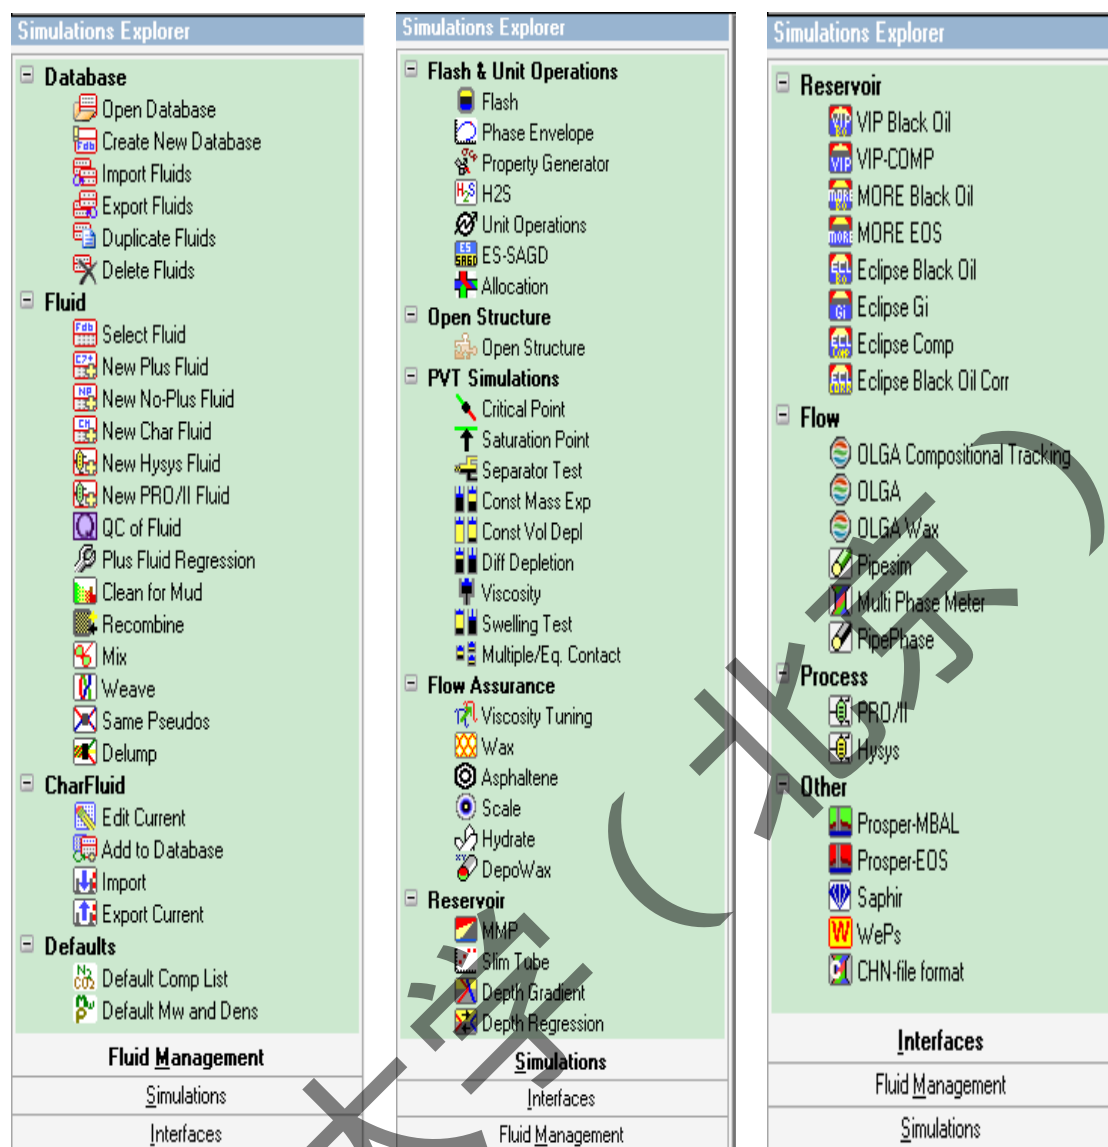 Simulations Explorer
Database
Open Database
Create New Database
Import Fluids
Export Fluids
Duplicate Fluids
Delete Fluids
Fluid
Select Fluid
New Plus Fluid
New No-Plus Fluid
New Char Fluid
New Hysys Fluid
New PRO/II Fluid
QC of Fluid
Plus Fluid Regression
Clean for Mud
Recombine
Mix
Weave
Same Pseudos
Delump
CharFluid
Edit Current
Add to Database
Import
Export Current
Defaults
Default Comp List
Default Mw and Dens
Fluid Management
Simulations
Interfaces
Simulations Explorer
Flash & Unit Operations
Flash
Phase Envelope
Property Generator
H2S
Unit Operations
ES-SAGD
Allocation
Open Structure
Open Structure
PVT Simulations
Critical Point
Saturation Point
Separator Test
Const Mass Exp
Const Vol Depl
Diff Depletion
Viscosity
Swelling Test
Multiple/Eq. Contact
Flow Assurance
Viscosity Tuning
Wax
Asphaltene
Scale
Hydrate
DepoWax
Reservoir
MMP
Slim Tube
Depth Gradient
Depth Regression
Simulations
Interfaces
Fluid Management
Simulations Explorer
Reservoir
VIP Black Oil
VIP-COMP
MORE Black Oil
MORE EOS
Eclipse Black Oil
Eclipse Gi
Eclipse Comp
Eclipse Black Oil Corr
Flow
OLGA Compositional Tracking
OLGA
OLGA Wax
Pipesim
Multi Phase Meter
PipePhase
Process
PRO/II
Hysys
Other
Prosper-MBAL
Prosper-EOS
Saphir
WePs
CHN-file format
Interfaces
Fluid Management
Simulations
大学（北京）